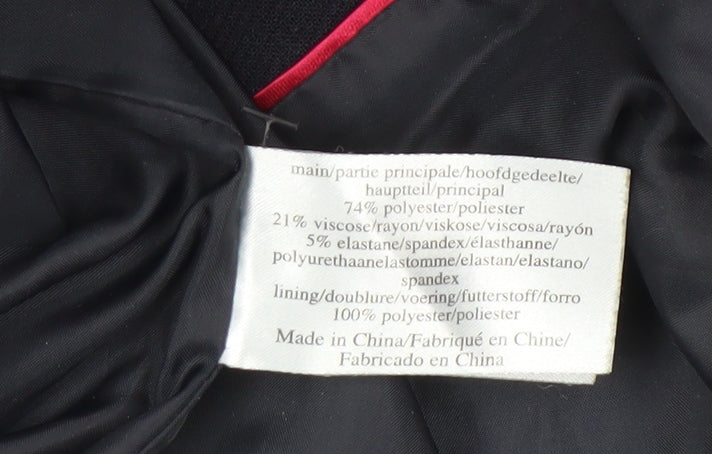 main/partie principale/hoofdgedeelte/
hauptteil/principal
74% polyester/poliester
21% viscose/rayon/viskose/viscosa/rayón
5% elastane/spandex/élasthanne/
polyurethaanelastomme/elastan/elastano/
spandex
lining/doublure/voering/futterstoff/forro
100% polyester/poliester
Made in China/Fabriqué en Chine/
Fabricado en China